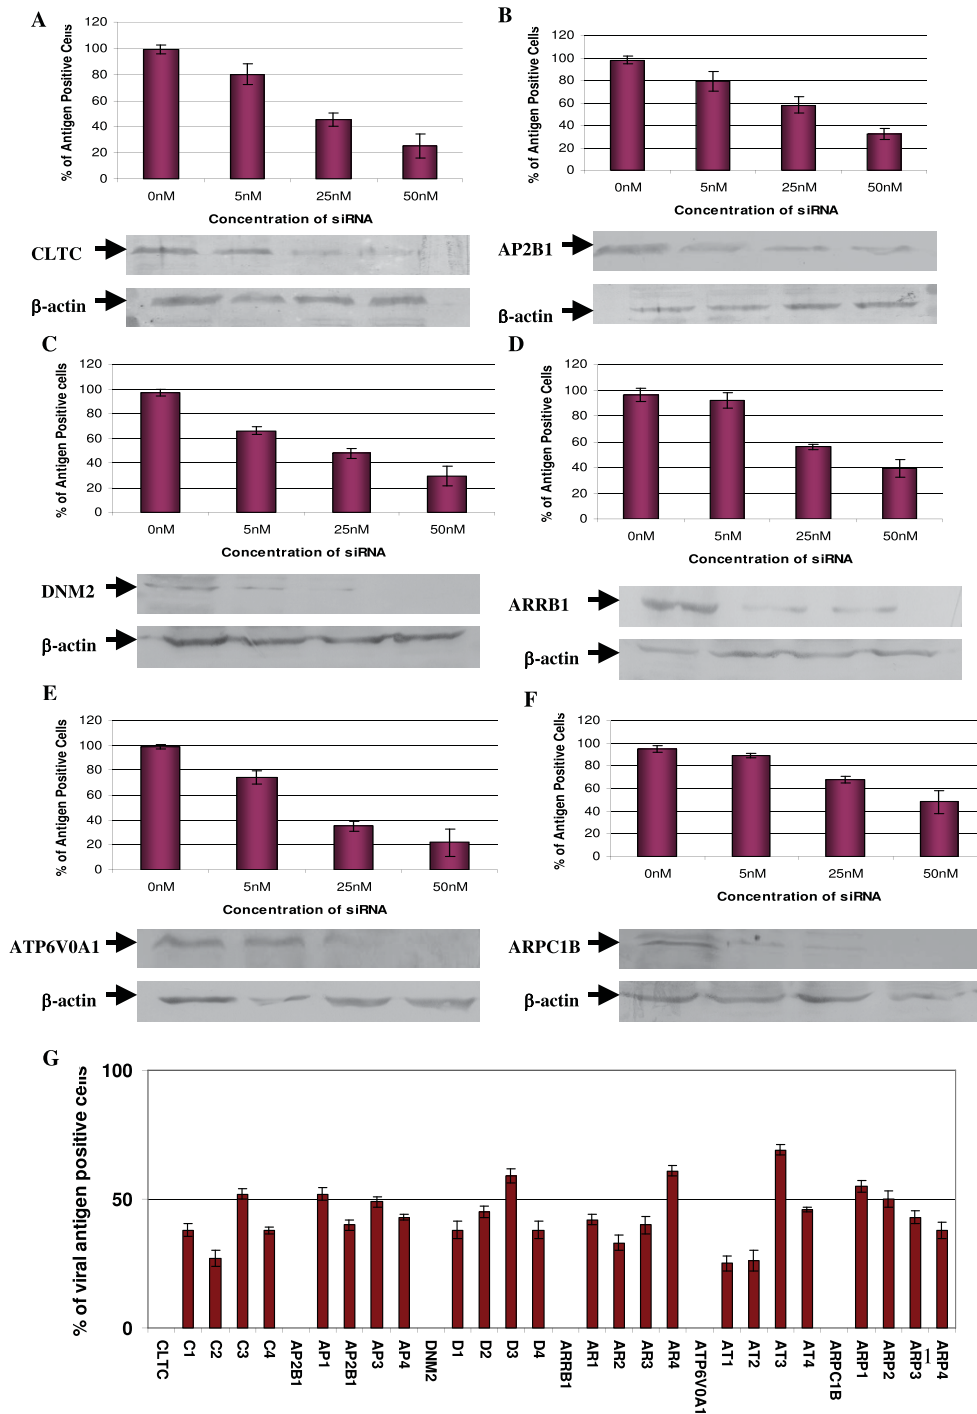 A
% of Antigen Positive Cells
120
100
80
60
40
20
0
0nM 5nM 25nM 50nM
Concentration of siRNA
CLTC
β-actin
B
% of Antigen Positive Cells
120
100
80
60
40
20
0
0nM 5nM 25nM 50nM
Concentration of siRNA
AP2B1
β-actin
C
% of Antigen Positive cells
120
100
80
60
40
20
0
0nM 5nM 25nM 50nM
Concentration of siRNA
DNM2
β-actin
D
% of Antigen Positive Cells
120
100
80
60
40
20
0
0nM 5nM 25nM 50nM
Concentration of siRNA
ARRB1
β-actin
E
% of Antigen Positive Cells
120
100
80
60
40
20
0
0nM 5nM 25nM 50nM
Concentration of siRNA
ATP6V0A1
β-actin
F
% of Antigen Positive Cells
120
100
80
60
40
20
0
0nM 5nM 25nM 50nM
Concentration of siRNA
ARPC1B
β-actin
G
% of viral antigen positive cells
100
50
0
CLTC C1 C2 C3 C4 AP2B1 AP1 AP2B1 AP3 AP4 DNM2 D1 D2 D3 D4 ARRB1 AR1 AR2 AR3 AR4 ATP6V0A1 AT1 AT2 AT3 AT4 ARPC1B ARP1 ARP2 ARP3 ARP4
1